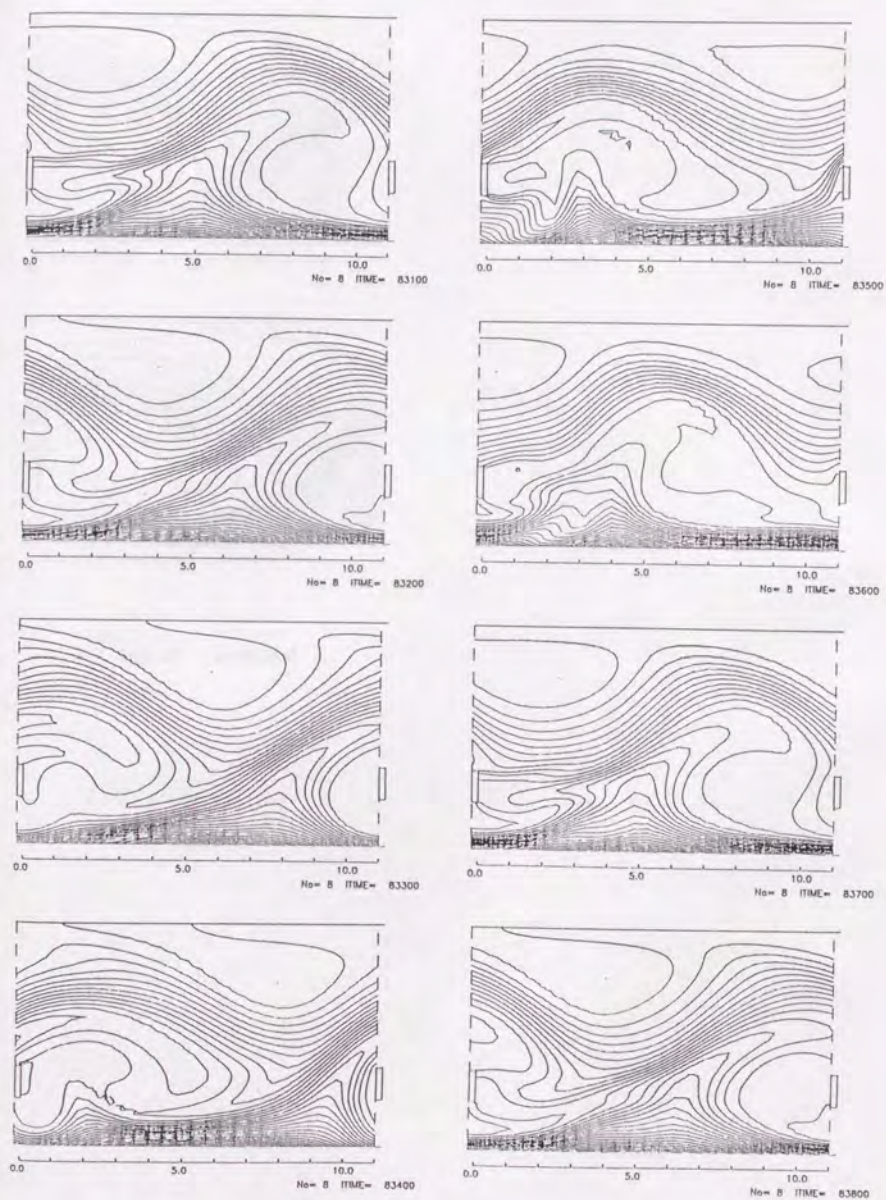 0.0 5.0 10.0
No= 8 ITIME= 83100
0.0 5.0 10.0
No= 8 ITIME= 83200
0.0 5.0 10.0
No= 8 ITIME= 83300
0.0 5.0 10.0
No= 8 ITIME= 83400
0.0 5.0 10.0
No= 8 ITIME= 83500
0.0 5.0 10.0
No= 8 ITIME= 83600
0.0 5.0 10.0
No= 8 ITIME= 83700
0.0 5.0 10.0
No= 8 ITIME= 83800